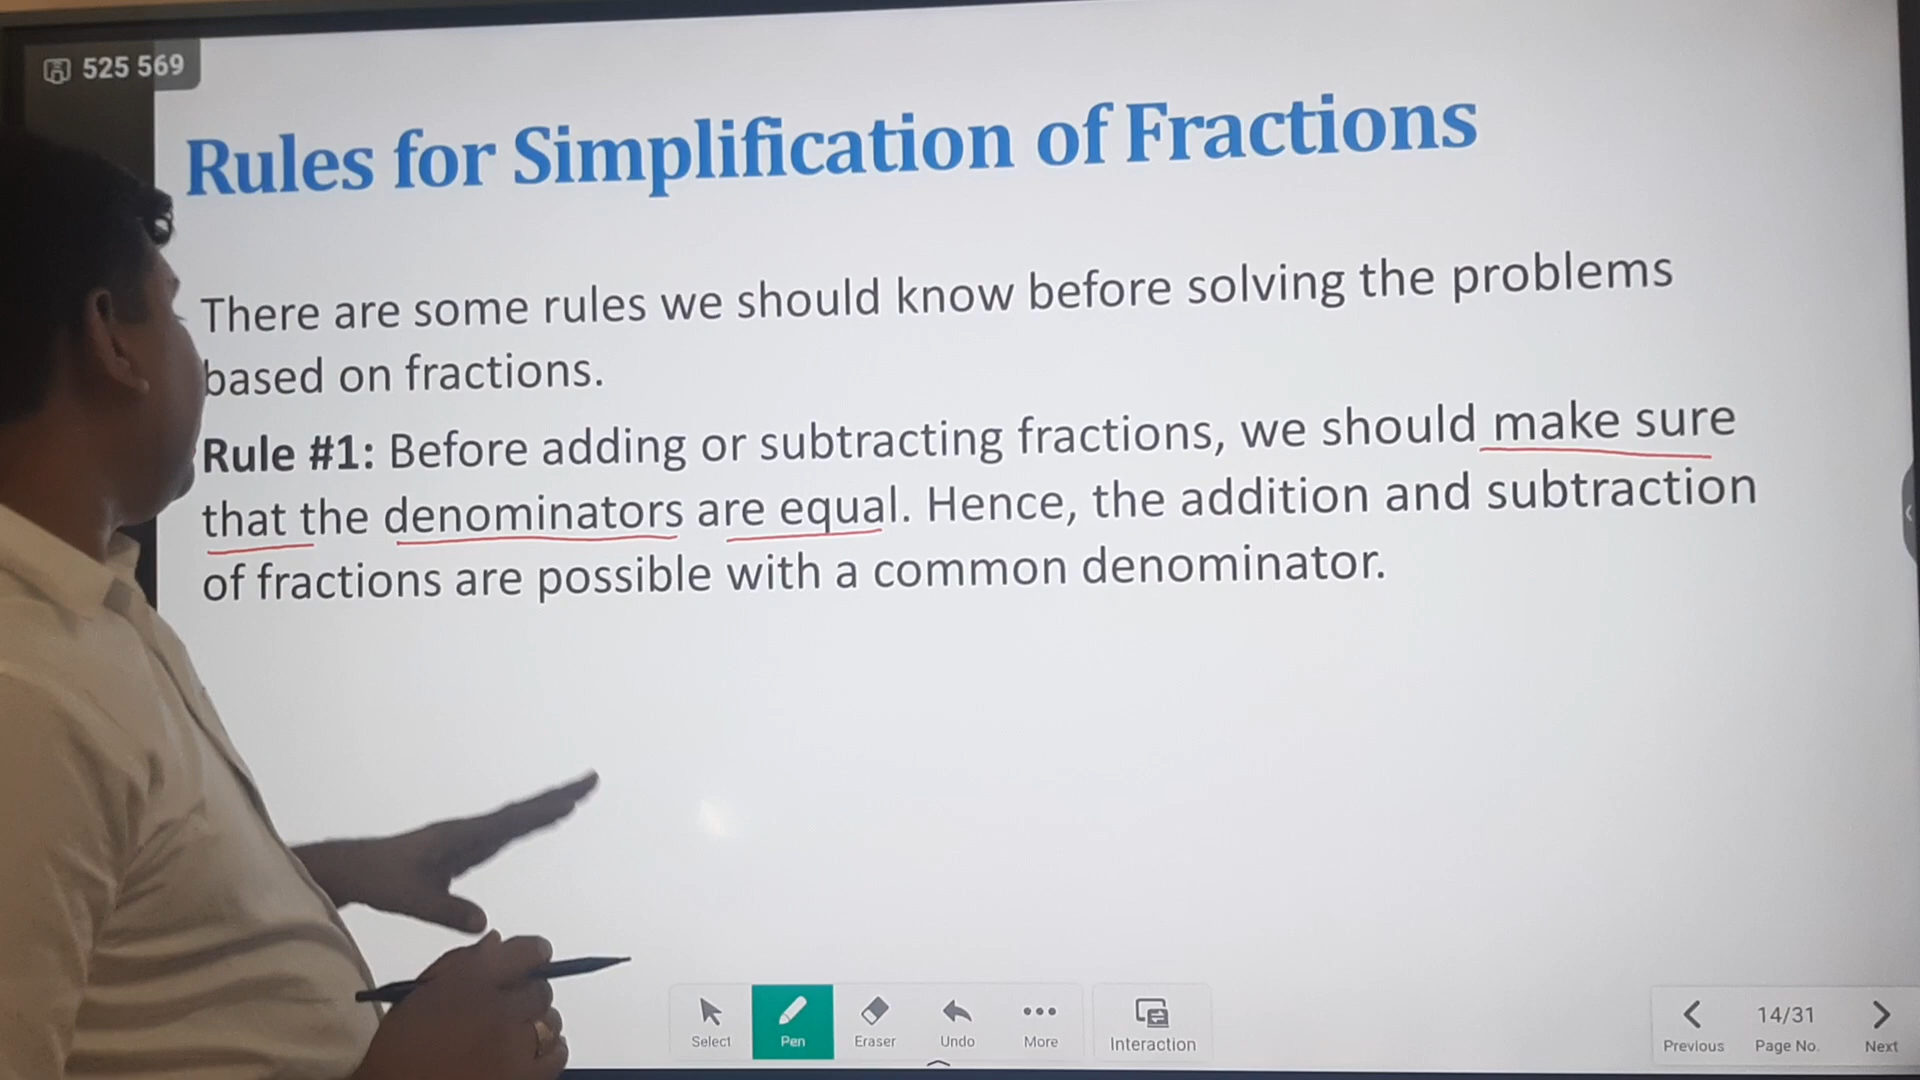 525 569
Rules for Simplification of Fractions
There are some rules we should know before solving the problems
based on fractions.
Rule #1: Before adding or subtracting fractions, we should make sure
that the denominators are equal. Hence, the addition and subtraction
of fractions are possible with a common denominator.
Select Pen Eraser Undo More Interaction
14/31
Previous Page No. Next